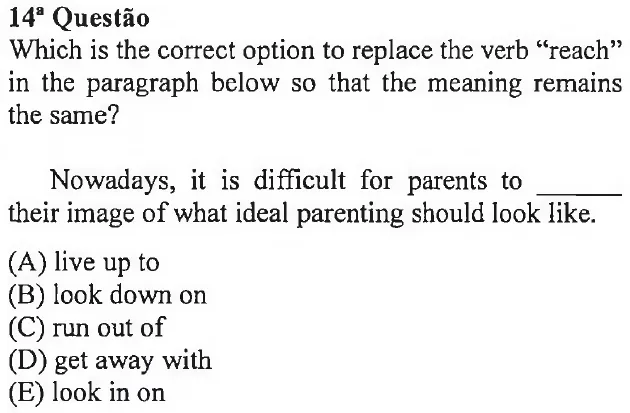 14ª Questão
Which is the correct option to replace the verb “reach”
in the paragraph below so that the meaning remains
the same?
Nowadays, it is difficult for parents to ______
their image of what ideal parenting should look like.
(A) live up to
(B) look down on
(C) run out of
(D) get away with
(E) look in on